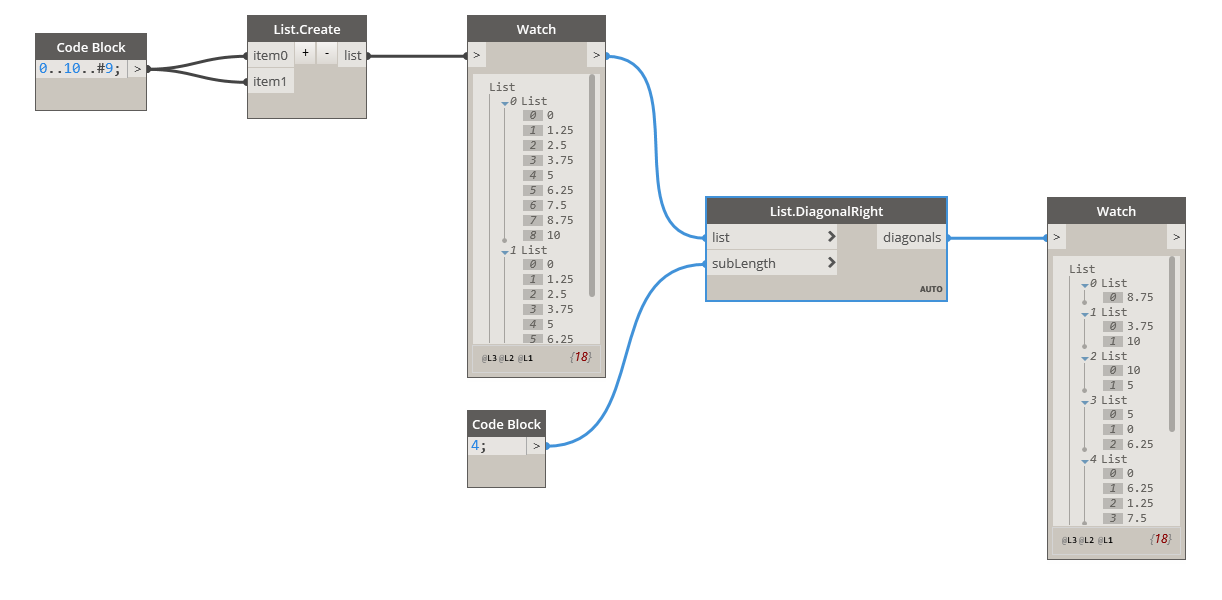 Code Block
0..10..#9; >
List.Create
item0 + - list
item1
Watch
> >
List
0 List
0 0
1 1.25
2 2.5
3 3.75
4 5
5 6.25
6 7.5
7 8.75
8 10
1 List
0 0
1 1.25
2 2.5
3 3.75
4 5
5 6.25
@L3 @L2 @L1 {18}
Code Block
4; >
List.DiagonalRight
list > diagonals
subLength >
AUTO
Watch
> >
List
0 List
0 8.75
1 List
0 3.75
1 10
2 List
0 10
1 5
3 List
0 5
1 0
2 6.25
4 List
0 0
1 6.25
2 1.25
3 7.5
@L3 @L2 @L1 {18}